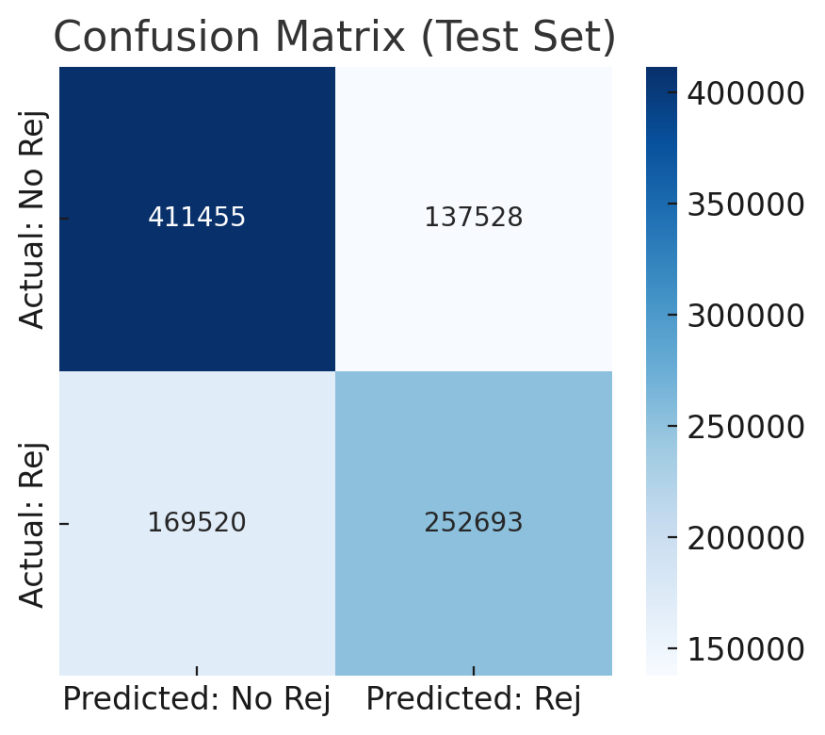 Confusion Matrix (Test Set)
Actual: No Rej
411455
137528
Actual: Rej
169520
252693
Predicted: No Rej
Predicted: Rej
400000
350000
300000
250000
200000
150000